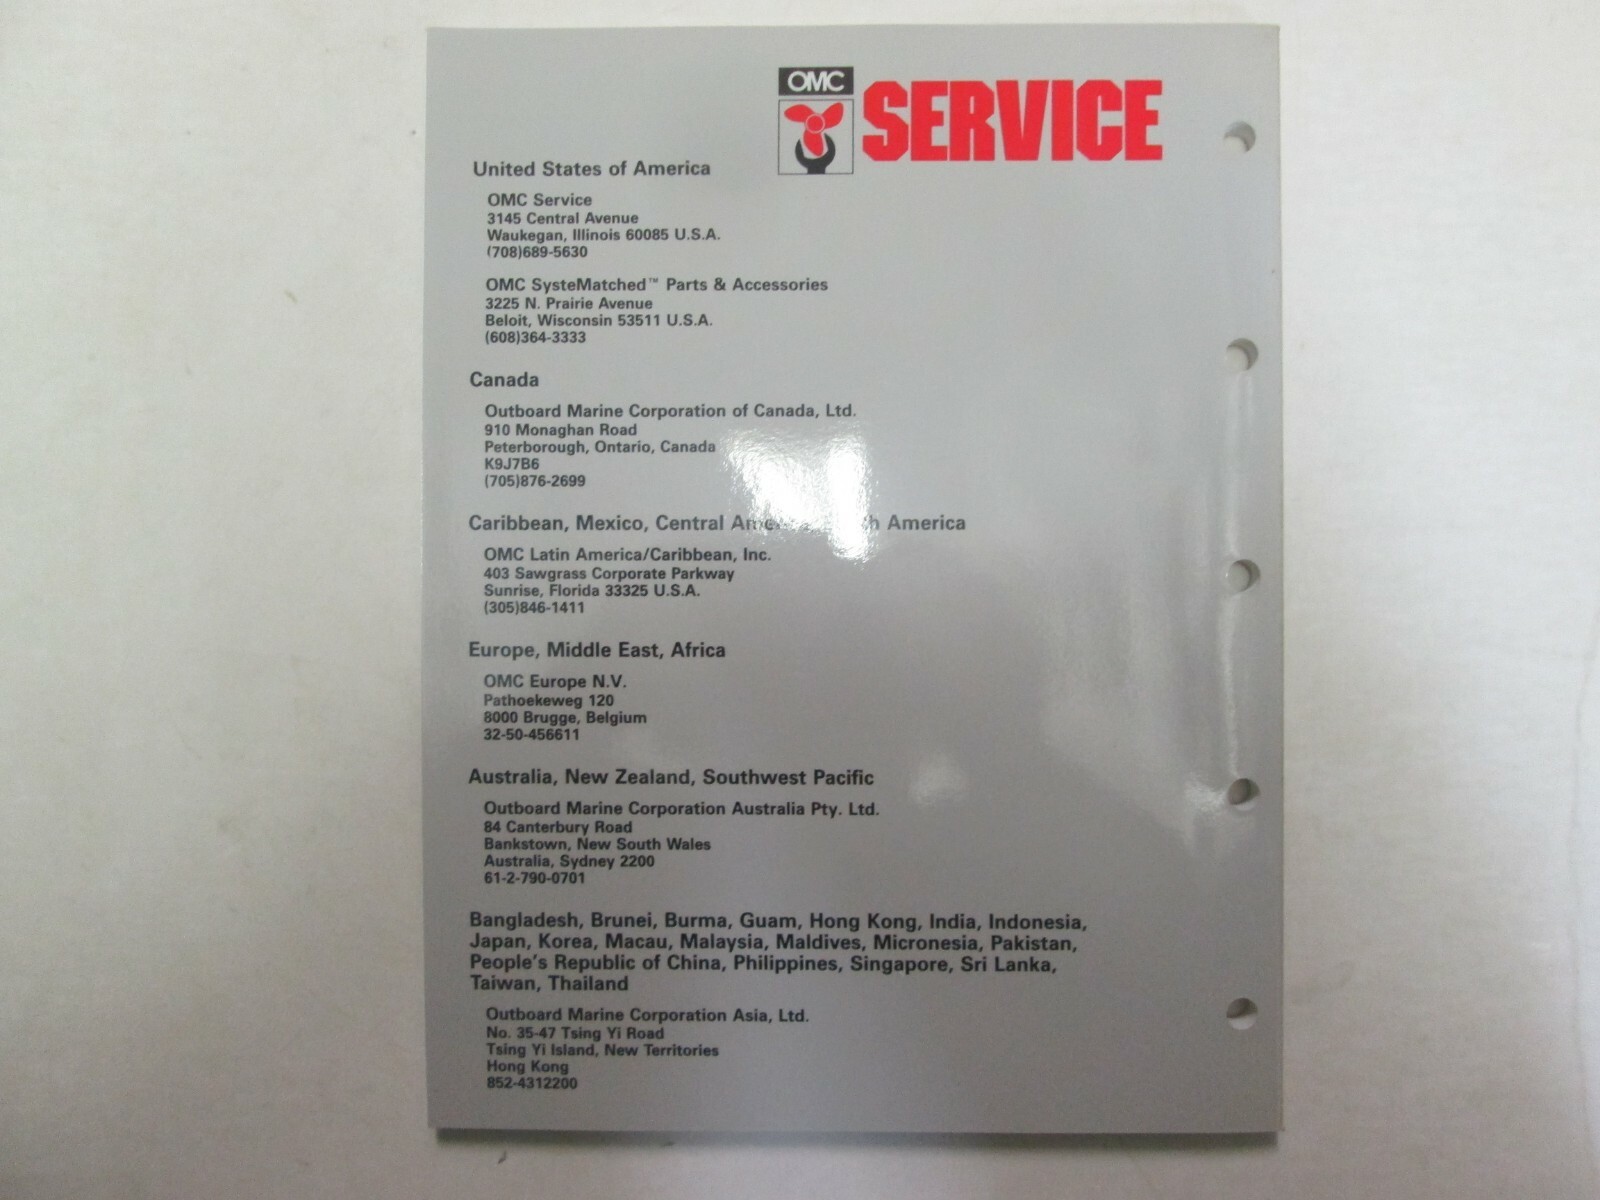 OMC
SERVICE
United States of America
OMC Service
3145 Central Avenue
Waukegan, Illinois 60085 U.S.A.
(708)689-5630
OMC SysteMatched™ Parts & Accessories
3225 N. Prairie Avenue
Beloit, Wisconsin 53511 U.S.A.
(608)364-3333
Canada
Outboard Marine Corporation of Canada, Ltd.
910 Monaghan Road
Peterborough, Ontario, Canada
K9J7B6
(705)876-2699
Caribbean, Mexico, Central America
OMC Latin America/Caribbean, Inc.
403 Sawgrass Corporate Parkway
Sunrise, Florida 33325 U.S.A.
(305)846-1411
Europe, Middle East, Africa
OMC Europe N.V.
Pathoekeweg 120
8000 Brugge, Belgium
32-50-456611
Australia, New Zealand, Southwest Pacific
Outboard Marine Corporation Australia Pty. Ltd.
84 Canterbury Road
Bankstown, New South Wales
Australia, Sydney 2200
61-2-790-0701
Bangladesh, Brunei, Burma, Guam, Hong Kong, India, Indonesia,
Japan, Korea, Macau, Malaysia, Maldives, Micronesia, Pakistan,
People's Republic of China, Philippines, Singapore, Sri Lanka,
Taiwan, Thailand
Outboard Marine Corporation Asia, Ltd.
No. 35-47 Tsing Yi Road
Tsing Yi Island, New Territories
Hong Kong
852-4312200